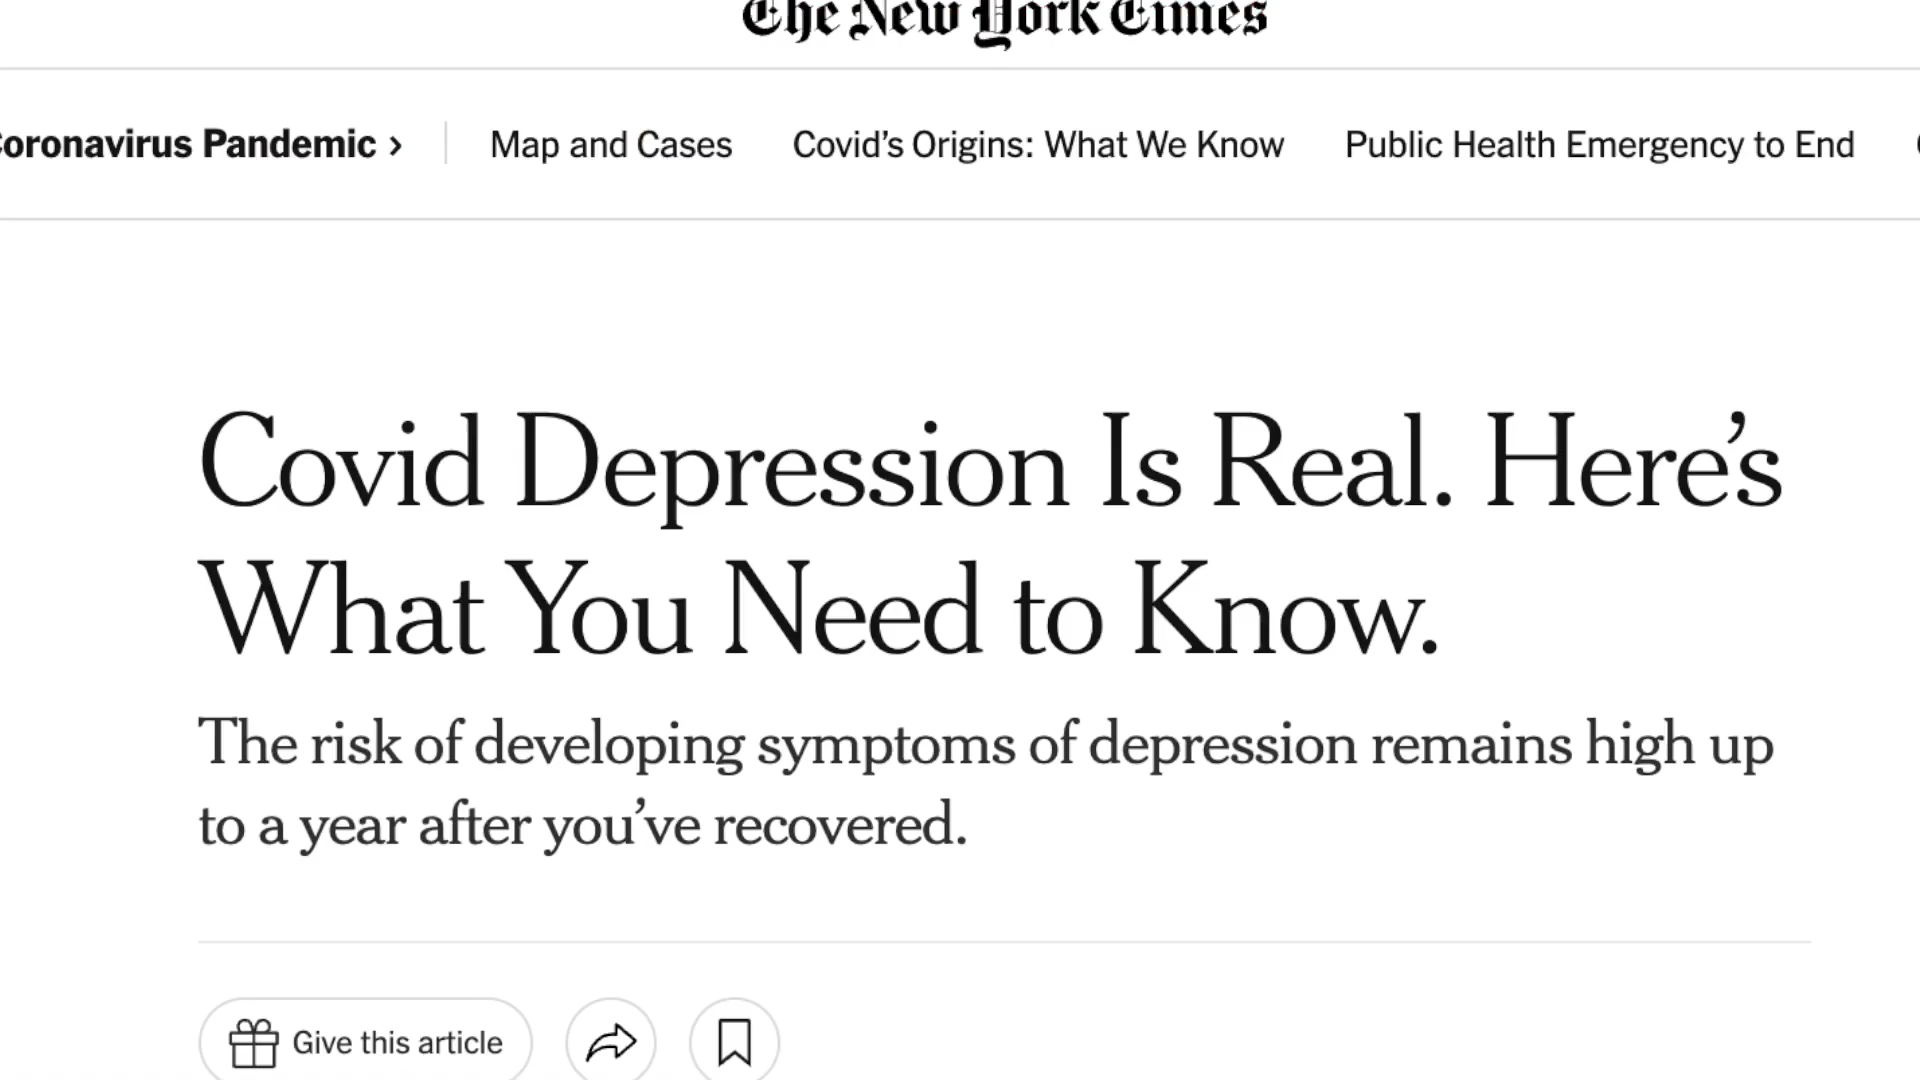 The New York Times
Coronavirus Pandemic ›
Map and Cases
Covid’s Origins: What We Know
Public Health Emergency to End
Covid Depression Is Real. Here’s
What You Need to Know.
The risk of developing symptoms of depression remains high up
to a year after you’ve recovered.
Give this article